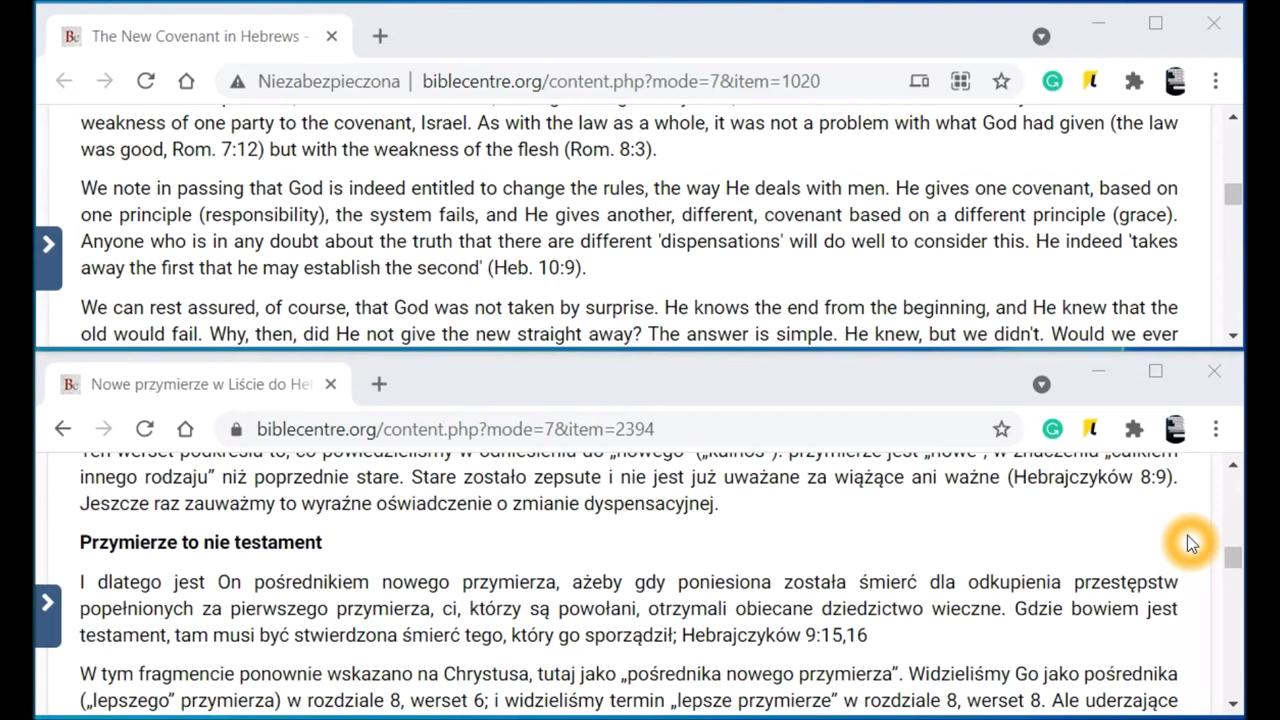 The New Covenant in Hebrews -
Niezabezpieczona | biblecentre.org/content.php?mode=7&item=1020
weakness of one party to the covenant, Israel. As with the law as a whole, it was not a problem with what God had given (the law
was good, Rom. 7:12) but with the weakness of the flesh (Rom. 8:3).
We note in passing that God is indeed entitled to change the rules, the way He deals with men. He gives one covenant, based on
one principle (responsibility), the system fails, and He gives another, different, covenant based on a different principle (grace).
Anyone who is in any doubt about the truth that there are different 'dispensations' will do well to consider this. He indeed 'takes
away the first that he may establish the second' (Heb. 10:9).
We can rest assured, of course, that God was not taken by surprise. He knows the end from the beginning, and He knew that the
old would fail. Why, then, did He not give the new straight away? The answer is simple. He knew, but we didn't. Would we ever
Nowe przymierze w Liście do He
biblecentre.org/content.php?mode=7&item=2394
Ten werset podkreśla to, co powiedzieliśmy w odniesieniu do „nowego" („kainos"): przymierze jest „nowe", w znaczeniu „całkiem
innego rodzaju” niż poprzednie stare. Stare zostało zepsute i nie jest już uważane za wiążące ani ważne (Hebrajczyków 8:9).
Jeszcze raz zauważmy to wyraźne oświadczenie o zmianie dyspensacyjnej.
Przymierze to nie testament
I dlatego jest On pośrednikiem nowego przymierza, ażeby gdy poniesiona została śmierć dla odkupienia przestępstw
popełnionych za pierwszego przymierza, ci, którzy są powołani, otrzymali obiecane dziedzictwo wieczne. Gdzie bowiem jest
testament, tam musi być stwierdzona śmierć tego, który go sporządził; Hebrajczyków 9:15,16
W tym fragmencie ponownie wskazano na Chrystusa, tutaj jako „pośrednika nowego przymierza”. Widzieliśmy Go jako pośrednika
(„lepszego” przymierza) w rozdziale 8, werset 6; i widzieliśmy termin „lepsze przymierze” w rozdziale 8, werset 8. Ale uderzające